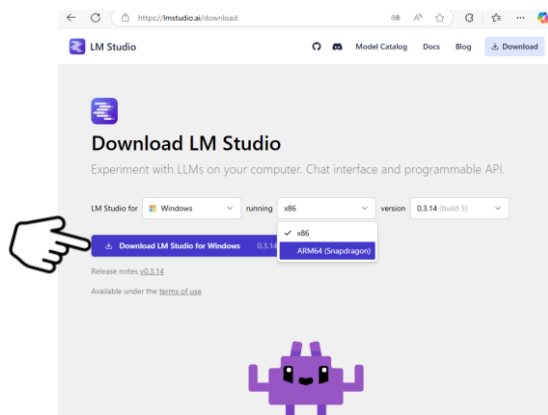 https://lmstudio.ai/download
LM Studio
Model Catalog Docs Blog Download
Download LM Studio
Experiment with LLMs on your computer. Chat interface and programmable API.
LM Studio for Windows running x86 version 0.3.14 (build 5)
x86
Download LM Studio for Windows 0.3.14
ARM64 (Snapdragon)
Release notes v0.3.14
Available under the terms of use